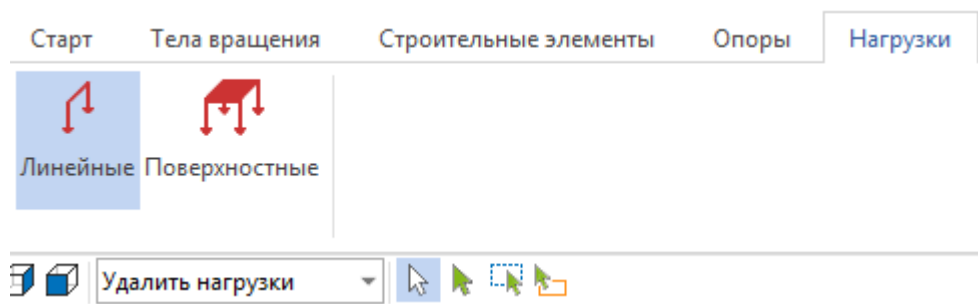 Старт Тела вращения Строительные элементы Опоры Нагрузки
Линейные Поверхностные
Удалить нагрузки